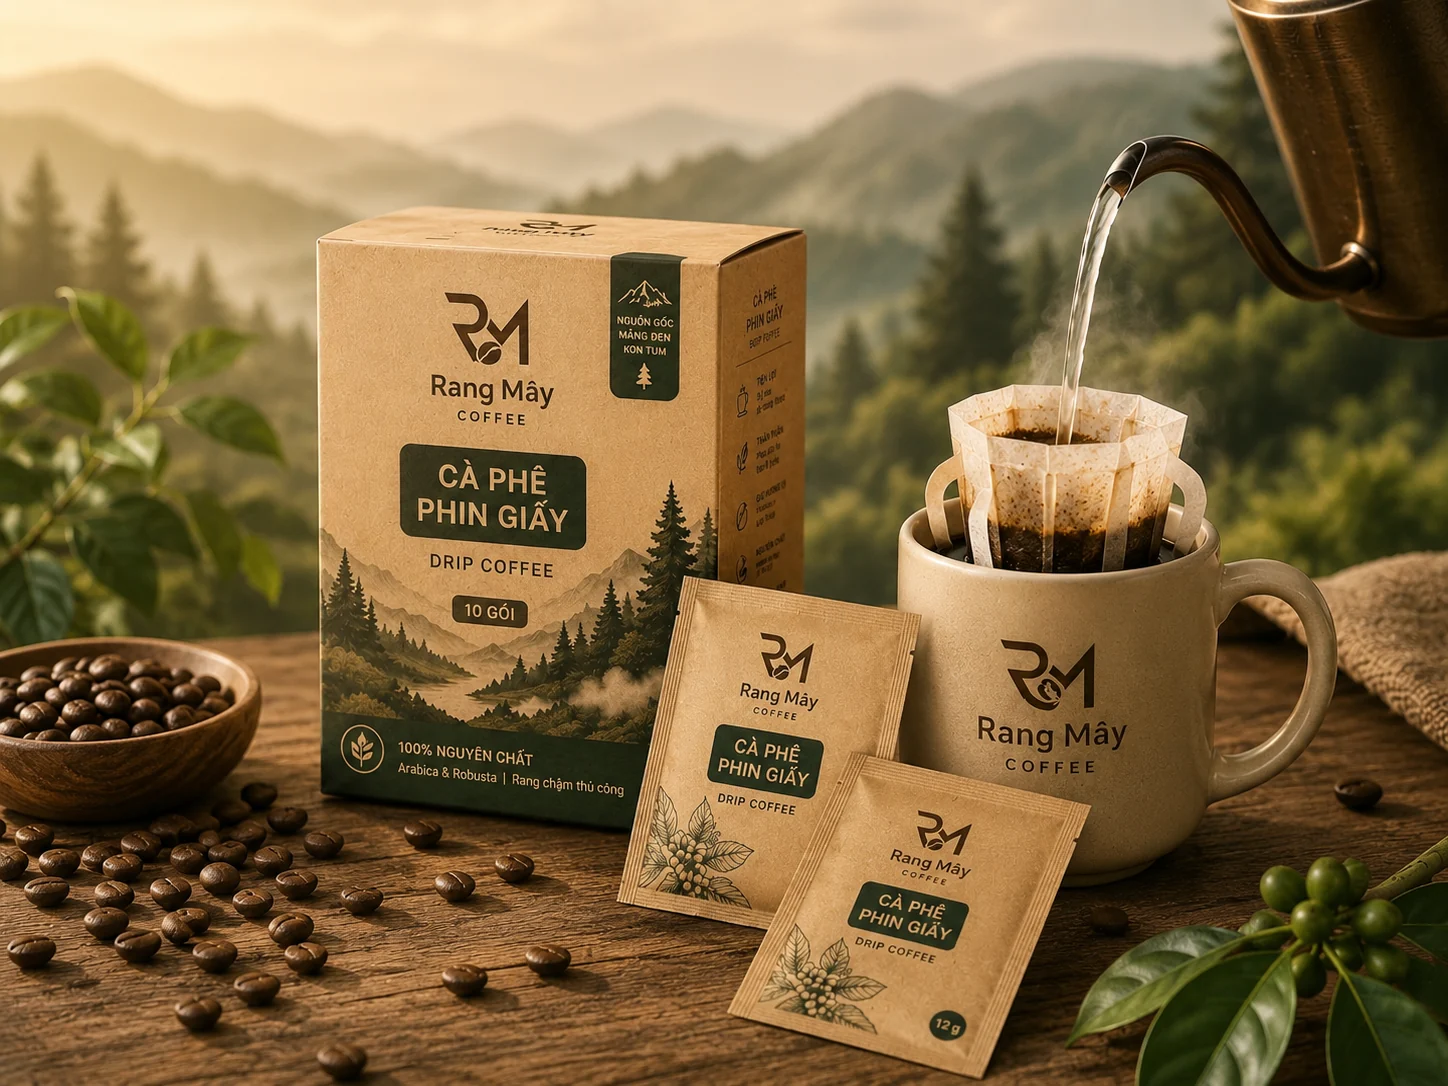 RM
Rang Mây
COFFEE
CÀ PHÊ
PHIN GIẤY
DRIP COFFEE
10 GÓI
NGUỒN GỐC
MĂNG ĐEN
KON TUM
100% NGUYÊN CHẤT
Arabica & Robusta | Rang chậm thủ công
CÀ PHÊ
PHIN GIẤY
DRIP COFFEE
RM
Rang Mây
COFFEE
CÀ PHÊ
PHIN GIẤY
DRIP COFFEE
RM
Rang Mây
COFFEE
CÀ PHÊ
PHIN GIẤY
DRIP COFFEE
12g
RM
Rang Mây
COFFEE